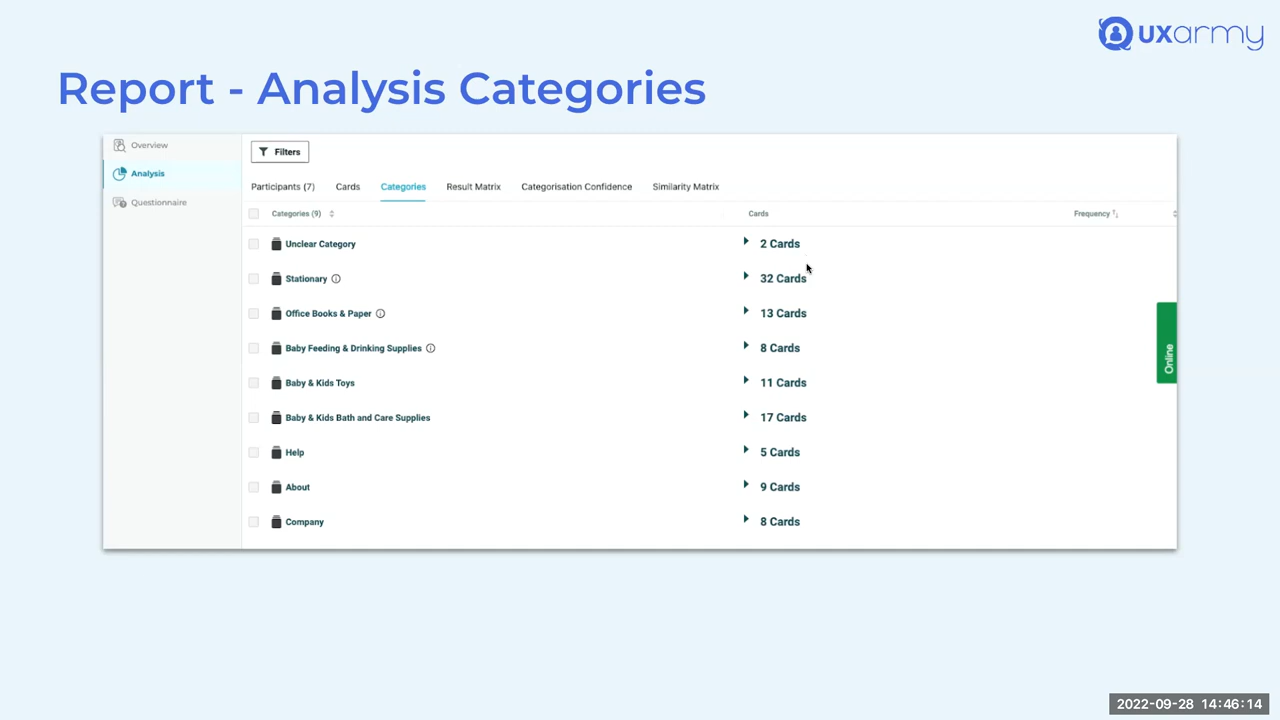 UXarmy
Report - Analysis Categories
Overview
Analysis
Questionnaire
Filters
Participants (7) Cards Categories Result Matrix Categorisation Confidence Similarity Matrix
Categories (9) Cards Frequency
Unclear Category 2 Cards
Stationary 32 Cards
Office Books & Paper 13 Cards
Baby Feeding & Drinking Supplies 8 Cards
Baby & Kids Toys 11 Cards
Baby & Kids Bath and Care Supplies 17 Cards
Help 5 Cards
About 9 Cards
Company 8 Cards
Online
2022-09-28 14:46:14